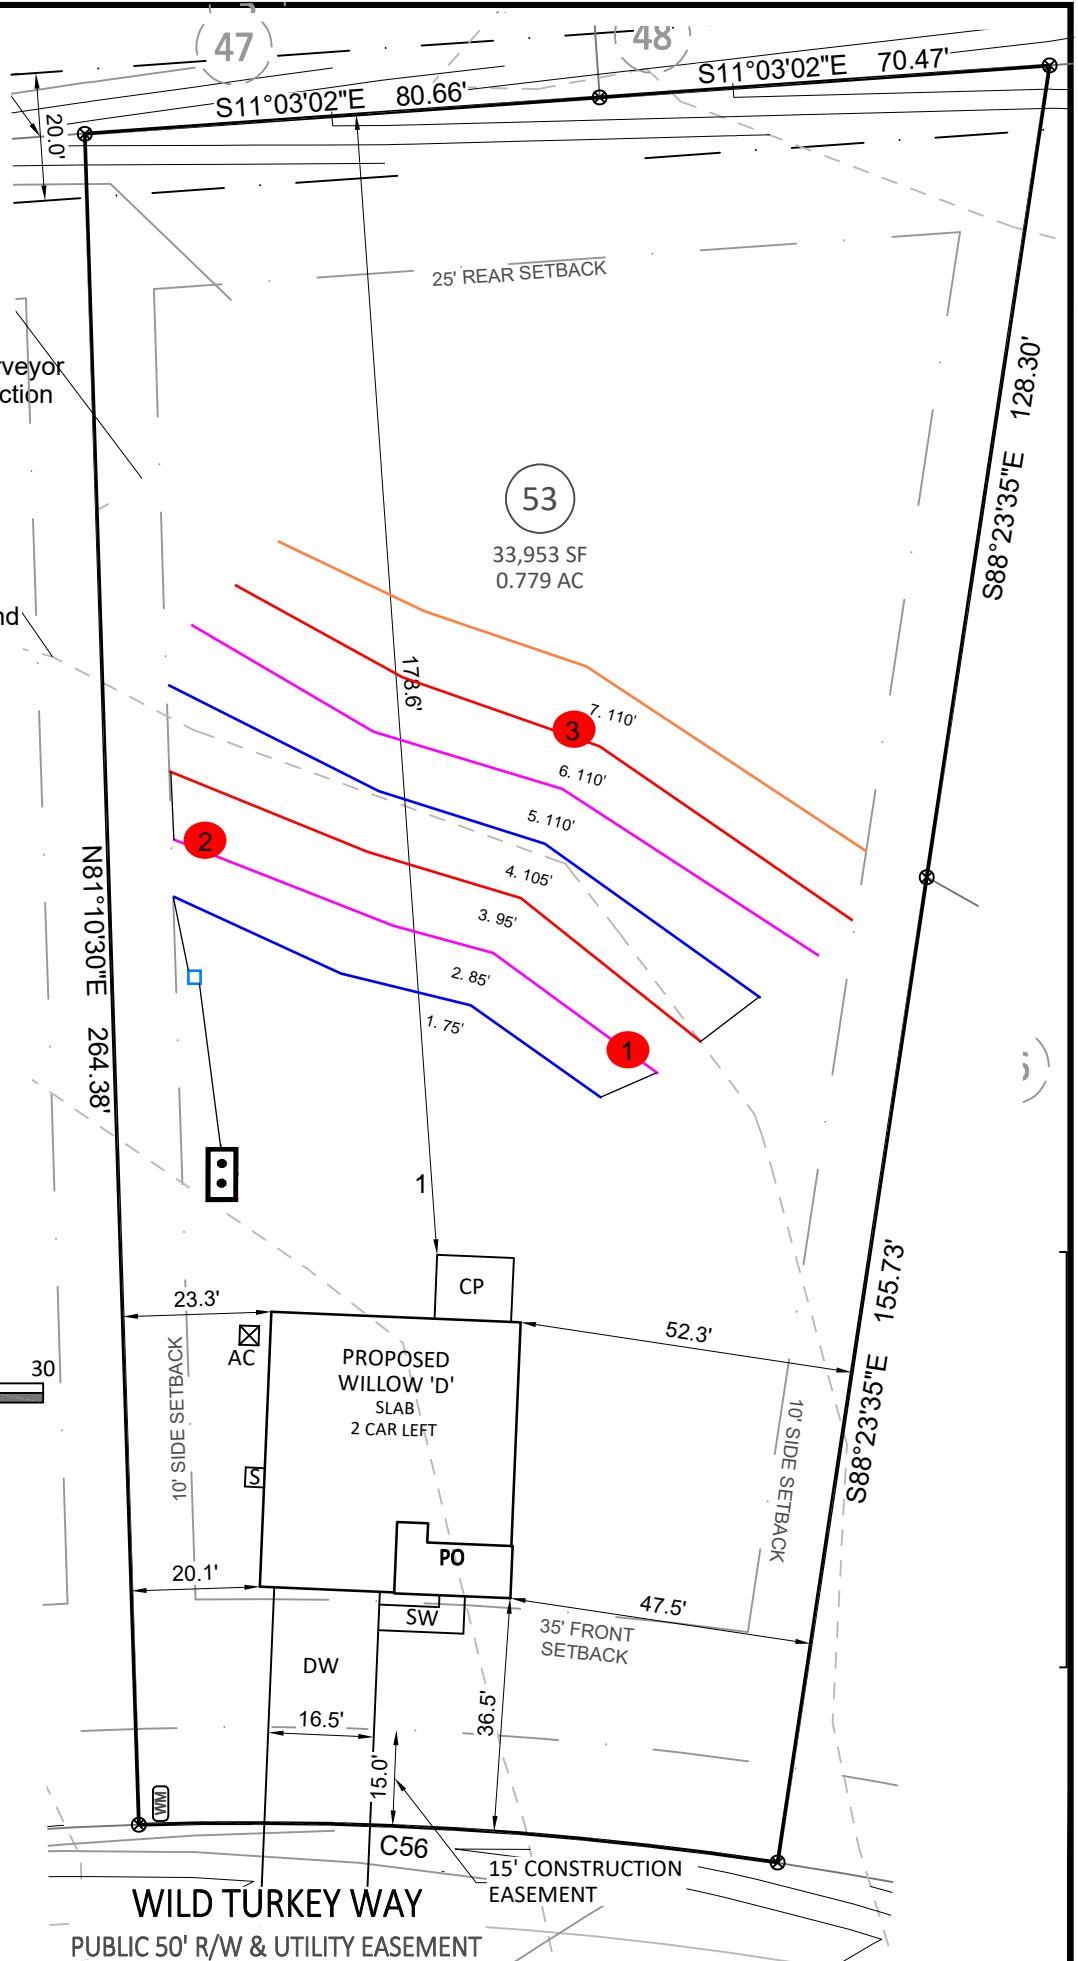 47
48
S11°03'02"E 80.66'
S11°03'02"E 70.47'
20.0'
25' REAR SETBACK
128.30'
S88°23'35"E
53
33,953 SF
0.779 AC
178.6'
7. 110'
3
6. 110'
5. 110'
2
4. 105'
3. 95'
2. 85'
1. 75'
1
N81°10'30"E 264.38'
1
CP
23.3'
52.3'
155.73'
S88°23'35"E
AC
30
PROPOSED
WILLOW 'D'
SLAB
2 CAR LEFT
10' SIDE SETBACK
10' SIDE SETBACK
S
PO
20.1'
47.5'
SW
35' FRONT
SETBACK
DW
16.5'
36.5'
15.0'
WM
C56
15' CONSTRUCTION
EASEMENT
WILD TURKEY WAY
PUBLIC 50' R/W & UTILITY EASEMENT